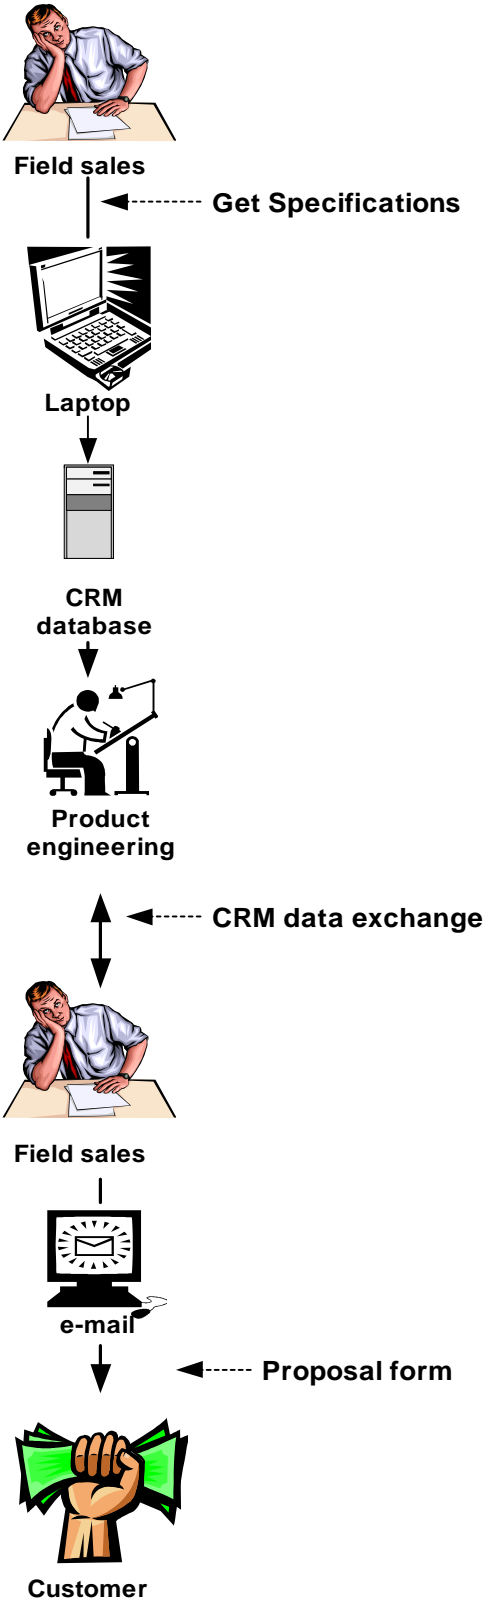 Field sales
Get Specifications
Laptop
CRM
database
Product
engineering
CRM data exchange
Field sales
e-mail
Proposal form
Customer